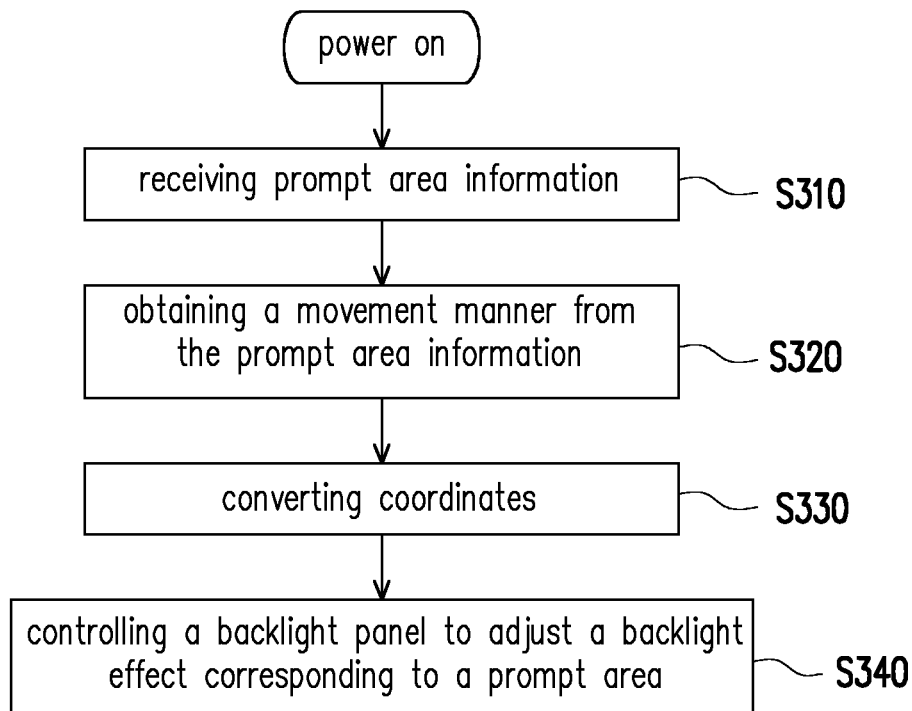 power on
receiving prompt area information
S310
obtaining a movement manner from
the prompt area information
S320
converting coordinates
S330
controlling a backlight panel to adjust a backlight
effect corresponding to a prompt area
S340